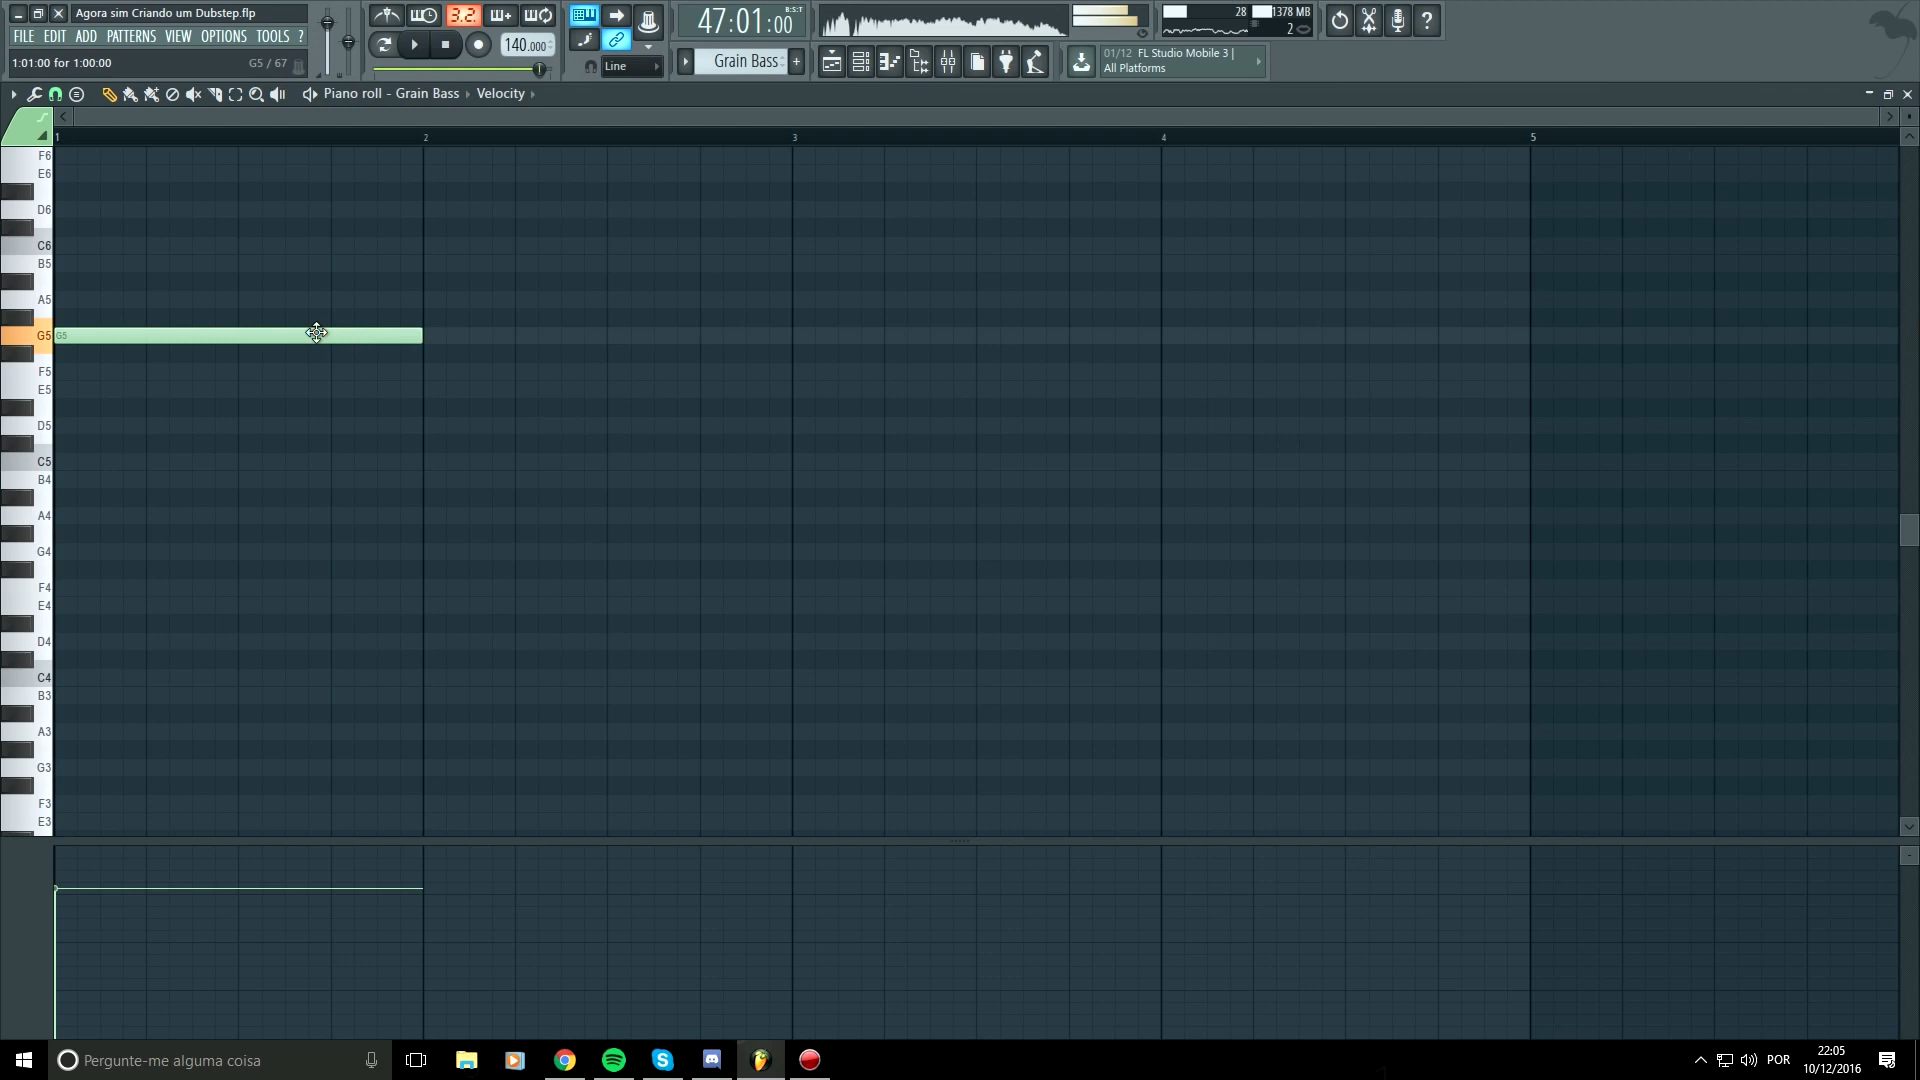 Agora sim Criando um Dubstep.flp
FILE EDIT ADD PATTERNS VIEW OPTIONS TOOLS ?
1:01:00 for 1:00:00 G5 / 67
3.2
140.000
Line
47:01:00
B:S:T
Grain Bass
28
1378 MB
2
01/12 FL Studio Mobile 3 |
All Platforms
Piano roll - Grain Bass Velocity
1 2 3 4 5
F6
E6
D6
C6
B5
A5
G5 G5
F5
E5
D5
C5
B4
A4
G4
F4
E4
D4
C4
B3
A3
G3
F3
E3
Pergunte-me alguma coisa
POR
22:05
10/12/2016